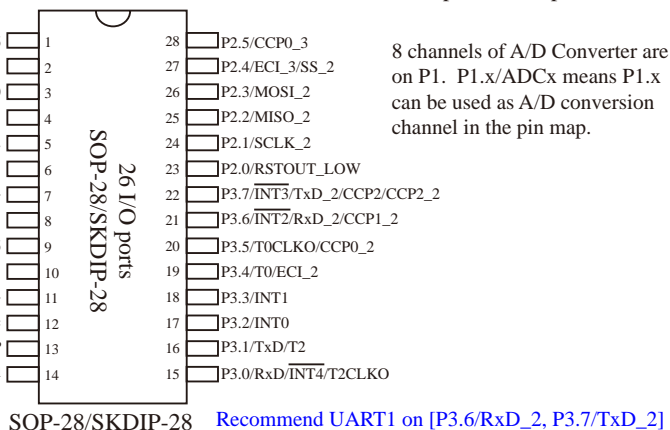 1
2
3
4
5
6
7
8
9
10
11
12
13
14
28 P2.5/CCP0_3
27 P2.4/ECI_3/SS_2
26 P2.3/MOSI_2
25 P2.2/MISO_2
24 P2.1/SCLK_2
23 P2.0/RSTOUT_LOW
22 P3.7/INT3/TxD_2/CCP2/CCP2_2
21 P3.6/INT2/RxD_2/CCP1_2
20 P3.5/T0CLKO/CCP0_2
19 P3.4/T0/ECI_2
18 P3.3/INT1
17 P3.2/INT0
16 P3.1/TxD/T2
15 P3.0/RxD/INT4/T2CLKO
26 I/O ports
SOP-28/SKDIP-28
8 channels of A/D Converter are
on P1. P1.x/ADCx means P1.x
can be used as A/D conversion
channel in the pin map.
SOP-28/SKDIP-28
Recommend UART1 on [P3.6/RxD_2, P3.7/TxD_2]